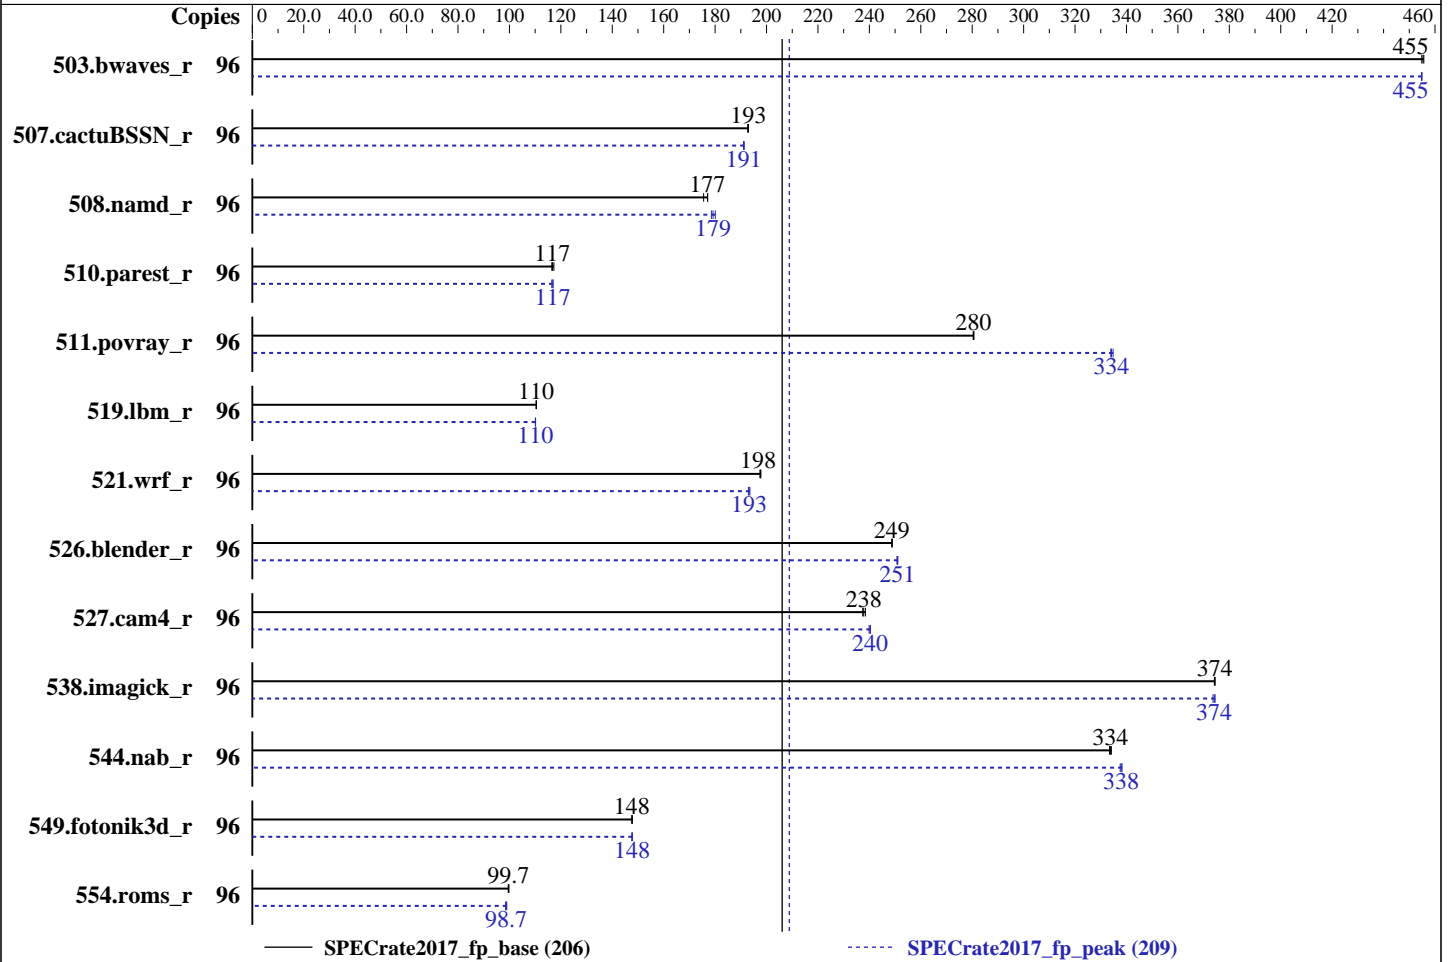 Copies 0 20.0 40.0 60.0 80.0 100 120 140 160 180 200 220 240 260 280 300 320 340 360 380 400 420 460
455
503.bwaves_r 96
455
193
507.cactuBSSN_r 96
191
177
508.namd_r 96
179
117
510.parest_r 96
117
280
511.povray_r 96
334
110
519.lbm_r 96
110
198
521.wrf_r 96
193
249
526.blender_r 96
251
238
527.cam4_r 96
240
374
538.imagick_r 96
374
334
544.nab_r 96
338
148
549.fotonik3d_r 96
148
99.7
554.roms_r 96
98.7
SPECrate2017_fp_base (206) SPECrate2017_fp_peak (209)